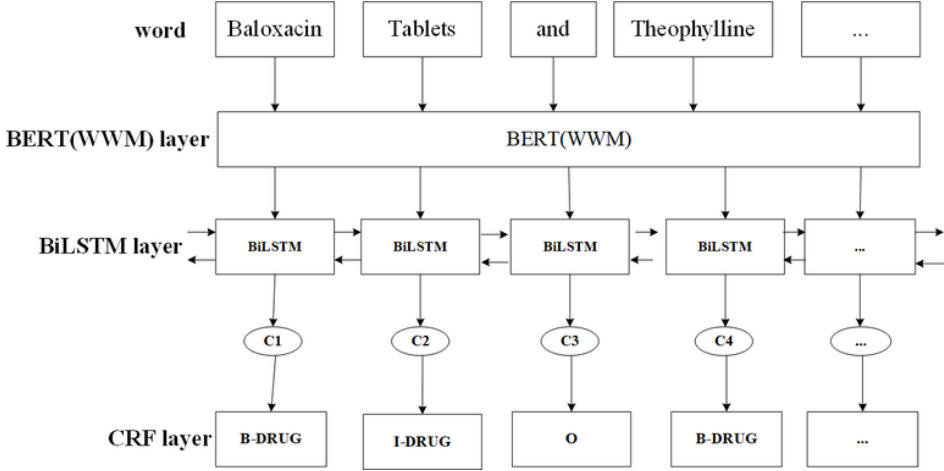 word Baloxacin Tablets and Theophylline ...
BERT(WWM) layer BERT(WWM)
BiLSTM layer BiLSTM BiLSTM BiLSTM BiLSTM ...
C1 C2 C3 C4 ...
CRF layer B-DRUG I-DRUG O B-DRUG ...